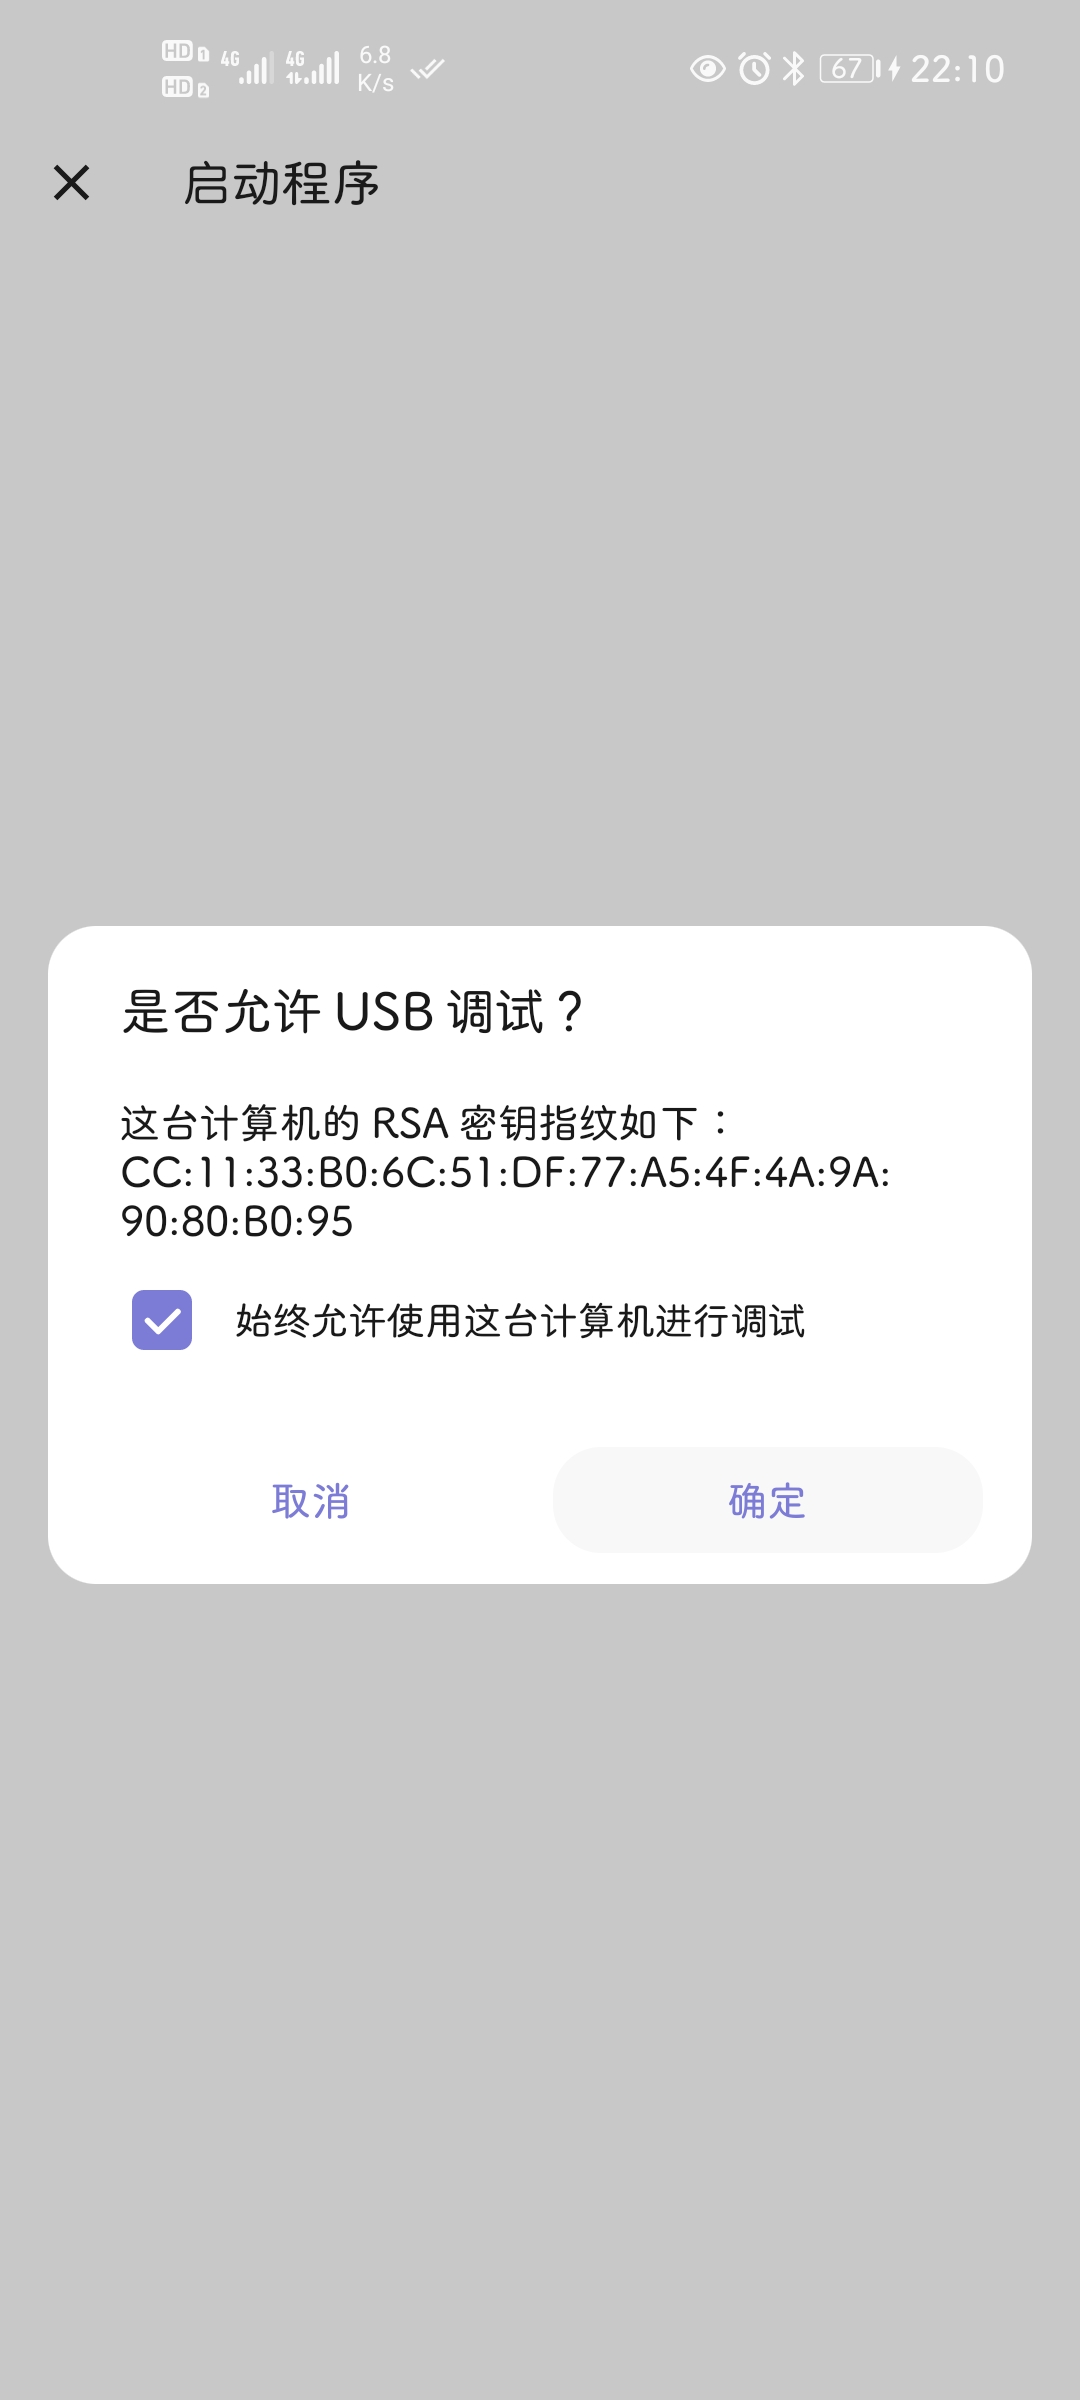 HD 1 4G 4G 6.8 67 22:10
HD 2 K/s
启动程序
是否允许 USB 调试？
这台计算机的 RSA 密钥指纹如下：
CC:11:33:B0:6C:51:DF:77:A5:4F:4A:9A:
90:80:B0:95
始终允许使用这台计算机进行调试
取消 确定